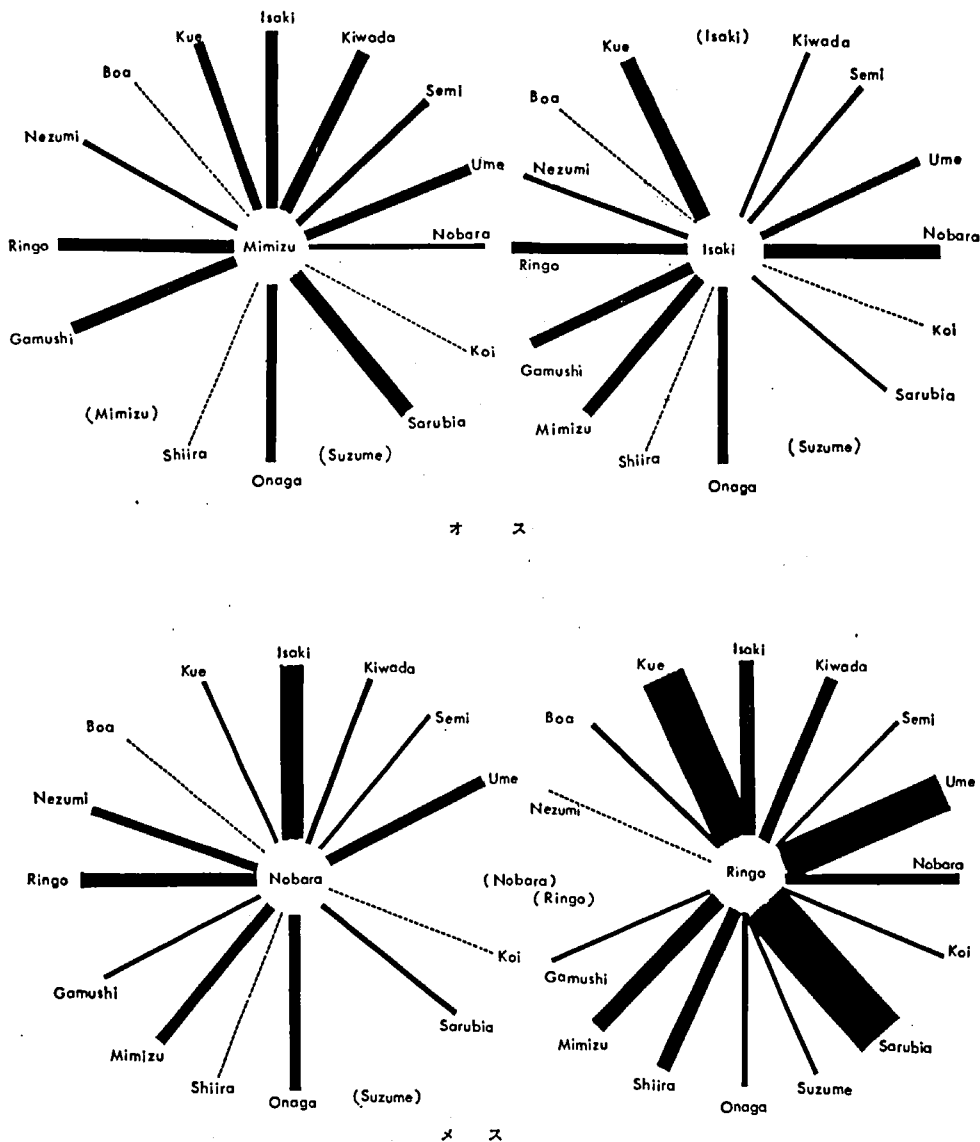 Isaki
Kue
Kiwada
Boa
Semi
Nezumi
Ume
Ringo
Mimizu
Nobara
Gamushi
Koi
(Mimizu)
Sarubia
Shiira
(Suzume)
Onaga
(Isaki)
Kiwada
Kue
Semi
Boa
Ume
Nezumi
Nobara
Isaki
Ringo
Koi
Gamushi
Sarubia
Mimizu
(Suzume)
Shiira
Onaga
オ ス
Isaki
Kue
Kiwada
Semi
Boa
Ume
Nezumi
Ringo
Nobara
(Nobara)
Koi
Gamushi
Sarubia
Mimizu
Shiira
(Suzume)
Onaga
Isaki
Kue
Kiwada
Boa
Semi
Ume
Nezumi
Nobara
Ringo
(Ringo)
Koi
Gamushi
Mimizu
Sarubia
Shiira
Suzume
Onaga
メ ス